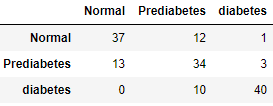 Normal Prediabetes diabetes
Normal 37 12 1
Prediabetes 13 34 3
diabetes 0 10 40